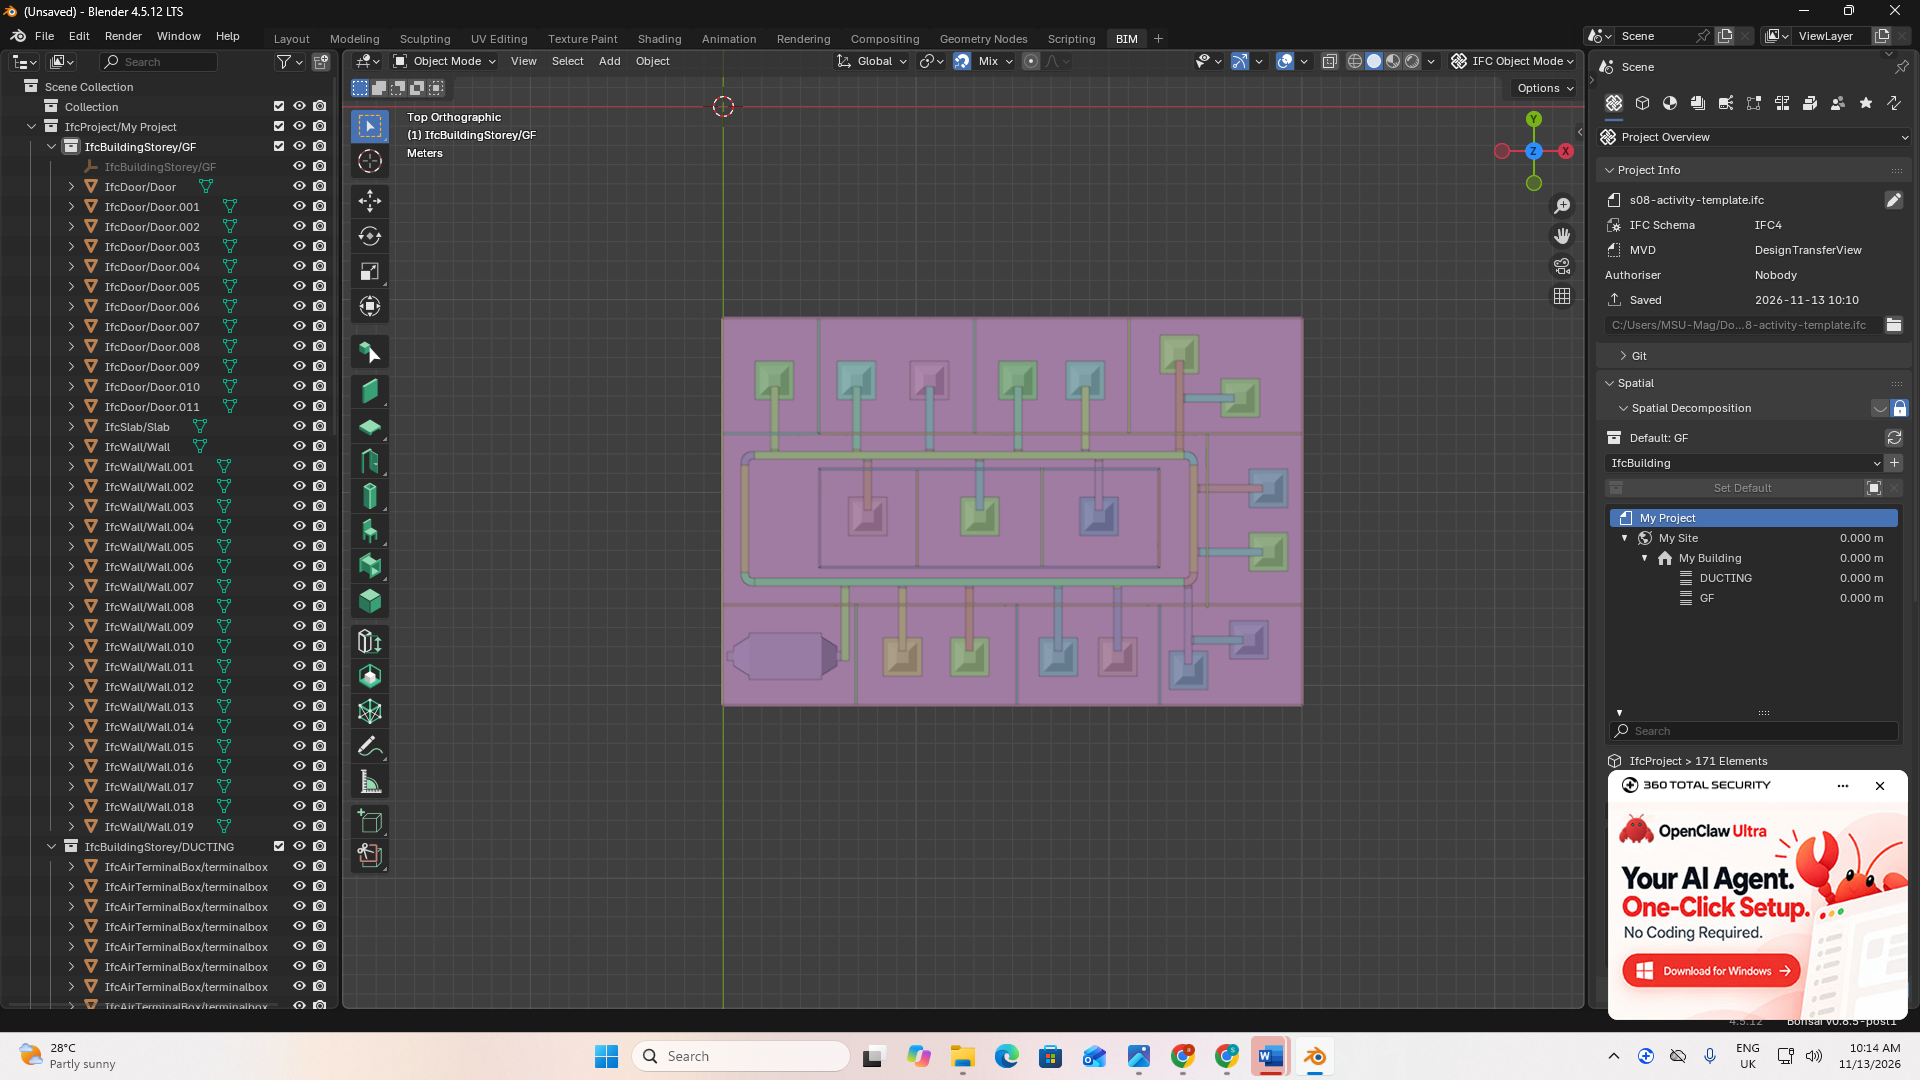 (Unsaved) - Blender 4.5.12 LTS
File Edit Render Window Help
Layout Modeling Sculpting UV Editing Texture Paint Shading Animation Rendering Compositing Geometry Nodes Scripting BIM
Scene
ViewLayer
Search
Object Mode View Select Add Object
Global
Mix
IFC Object Mode
Options
Scene Collection
Collection
IfcProject/My Project
IfcBuildingStorey/GF
IfcBuildingStorey/GF
IfcDoor/Door
IfcDoor/Door.001
IfcDoor/Door.002
IfcDoor/Door.003
IfcDoor/Door.004
IfcDoor/Door.005
IfcDoor/Door.006
IfcDoor/Door.007
IfcDoor/Door.008
IfcDoor/Door.009
IfcDoor/Door.010
IfcDoor/Door.011
IfcSlab/Slab
IfcWall/Wall
IfcWall/Wall.001
IfcWall/Wall.002
IfcWall/Wall.003
IfcWall/Wall.004
IfcWall/Wall.005
IfcWall/Wall.006
IfcWall/Wall.007
IfcWall/Wall.008
IfcWall/Wall.009
IfcWall/Wall.010
IfcWall/Wall.011
IfcWall/Wall.012
IfcWall/Wall.013
IfcWall/Wall.014
IfcWall/Wall.015
IfcWall/Wall.016
IfcWall/Wall.017
IfcWall/Wall.018
IfcWall/Wall.019
IfcBuildingStorey/DUCTING
IfcAirTerminalBox/terminalbox
IfcAirTerminalBox/terminalbox
IfcAirTerminalBox/terminalbox
IfcAirTerminalBox/terminalbox
IfcAirTerminalBox/terminalbox
IfcAirTerminalBox/terminalbox
IfcAirTerminalBox/terminalbox
IfcAirTerminalBox/terminalbox
Top Orthographic
(1) IfcBuildingStorey/GF
Meters
Y
Z
X
Scene
Project Overview
Project Info
s08-activity-template.ifc
IFC Schema IFC4
MVD DesignTransferView
Authoriser Nobody
Saved 2026-11-13 10:10
C:/Users/MSU-Mag/Do...8-activity-template.ifc
Git
Spatial
Spatial Decomposition
Default: GF
IfcBuilding
Set Default
My Project
My Site 0.000 m
My Building 0.000 m
DUCTING 0.000 m
GF 0.000 m
Search
IfcProject > 171 Elements
360 TOTAL SECURITY
OpenClaw Ultra
Your AI Agent.
One-Click Setup.
No Coding Required.
Download for Windows
4.5.12 Bonsai v0.8.5-post1
28°C
Partly sunny
Search
ENG
UK
10:14 AM
11/13/2026